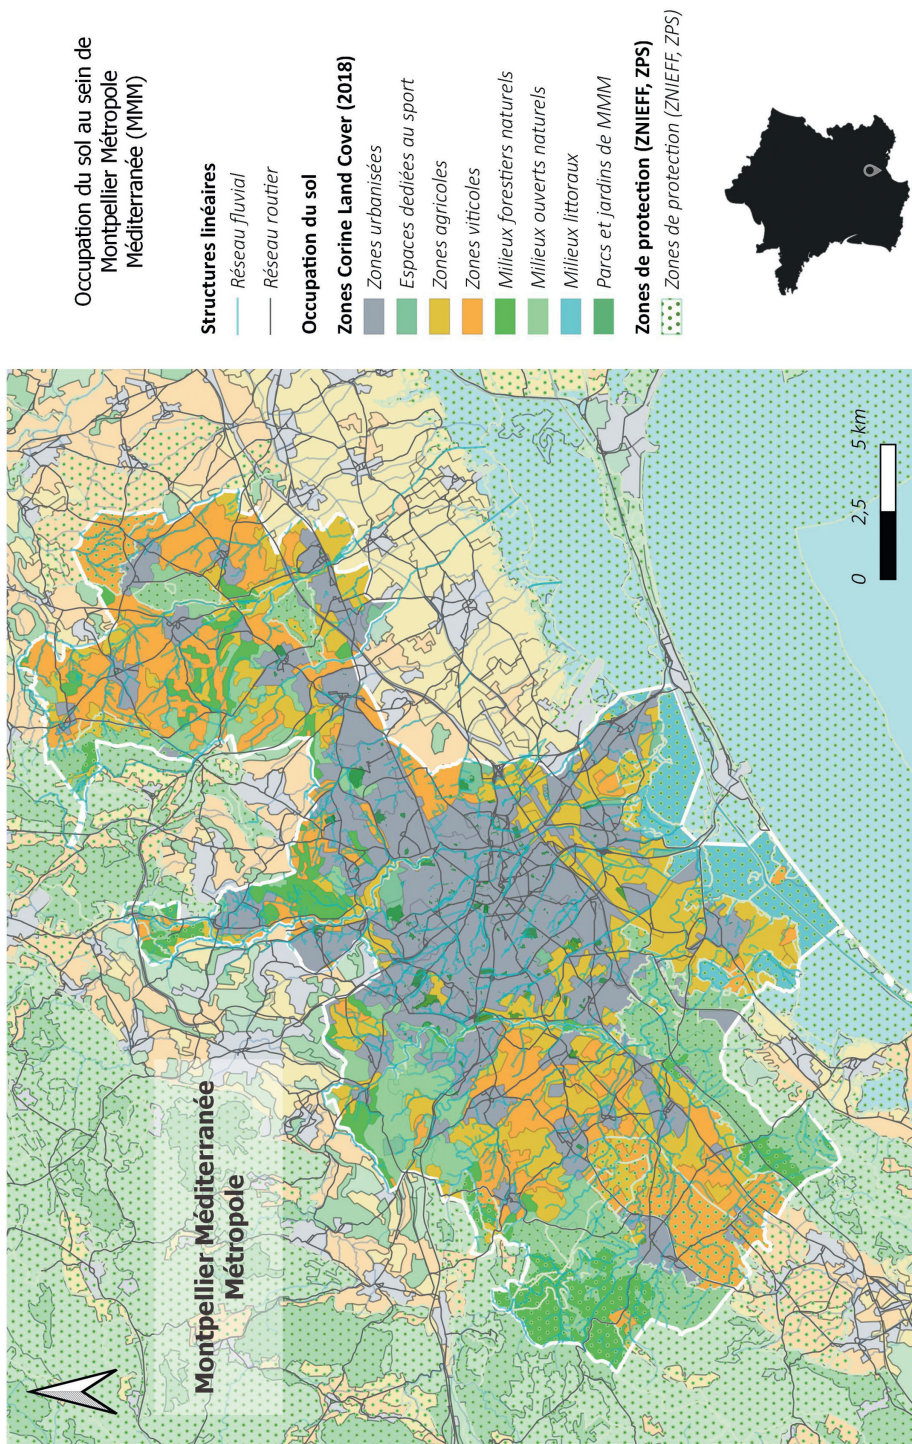 Occupation du sol au sein de
Montpellier Métropole
Méditerranée (MMM)
Structures linéaires
Réseau fluvial
Réseau routier
Occupation du sol
Zones Corine Land Cover (2018)
Zones urbanisées
Espaces dediées au sport
Zones agricoles
Zones viticoles
Milieux forestiers naturels
Milieux ouverts naturels
Milieux littoraux
Parcs et jardins de MMM
Zones de protection (ZNIEFF, ZPS)
Zones de protection (ZNIEFF, ZPS)
Montpellier Méditerranée
Métropole
0 2,5 5 km